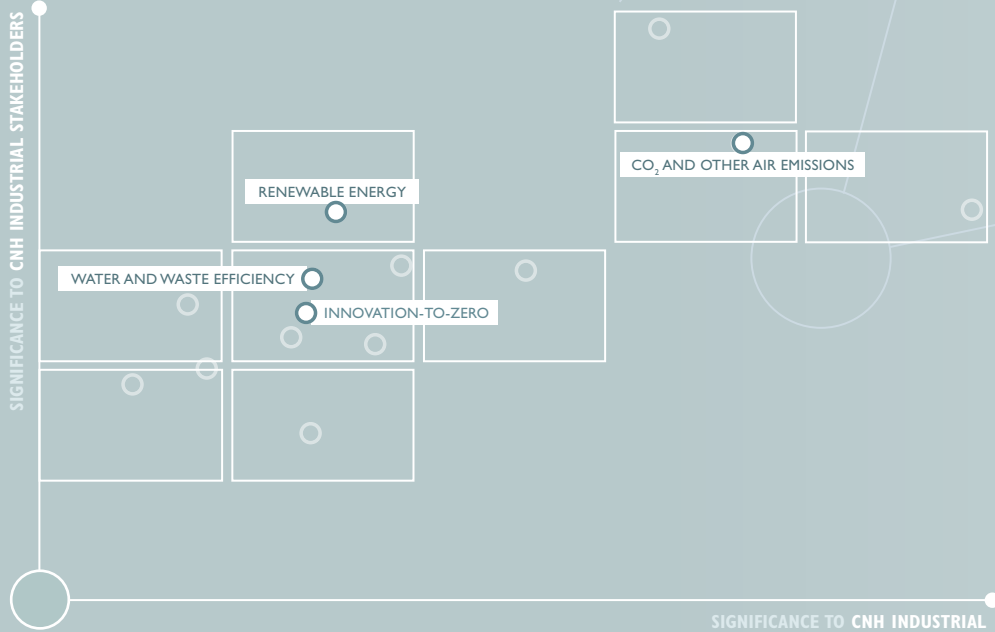 SIGNIFICANCE TO CNH INDUSTRIAL STAKEHOLDERS
CO₂ AND OTHER AIR EMISSIONS
RENEWABLE ENERGY
WATER AND WASTE EFFICIENCY
INNOVATION-TO-ZERO
SIGNIFICANCE TO CNH INDUSTRIAL